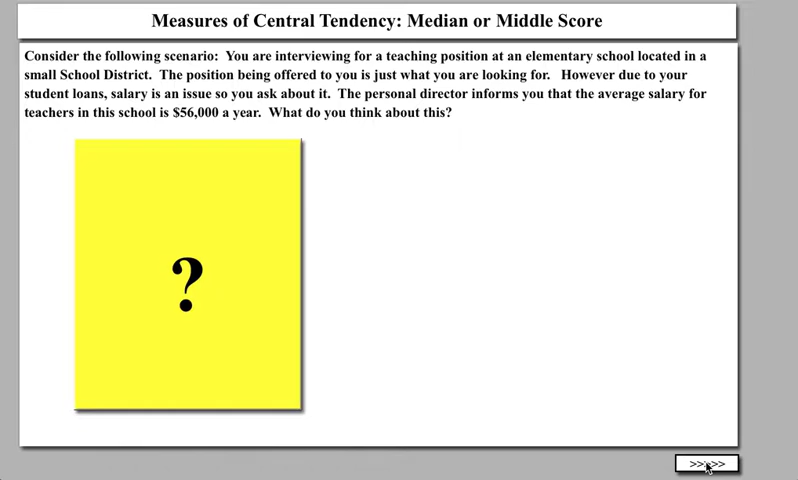 Measures of Central Tendency: Median or Middle Score
Consider the following scenario:  You are interviewing for a teaching position at an elementary school located in a
small School District.  The position being offered to you is just what you are looking for.   However due to your
student loans, salary is an issue so you ask about it.  The personal director informs you that the average salary for
teachers in this school is $56,000 a year.  What do you think about this?
?
>>>>>